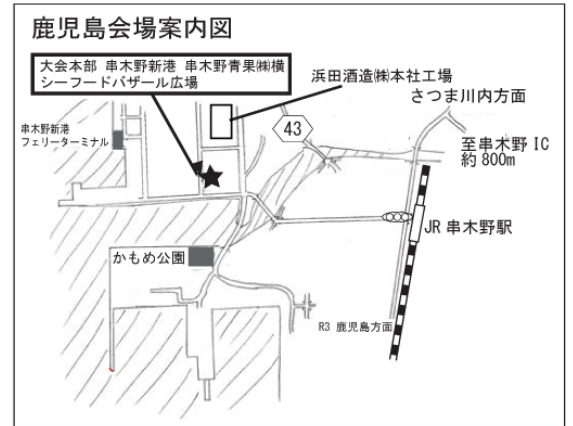 鹿児島会場案内図
大会本部 串木野新港 串木野青果㈱横
シーフードバザール広場
浜田酒造㈱本社工場
さつま川内方面
串木野新港
フェリーターミナル
43
至串木野 IC
約 800m
JR 串木野駅
かもめ公園
R3 鹿児島方面